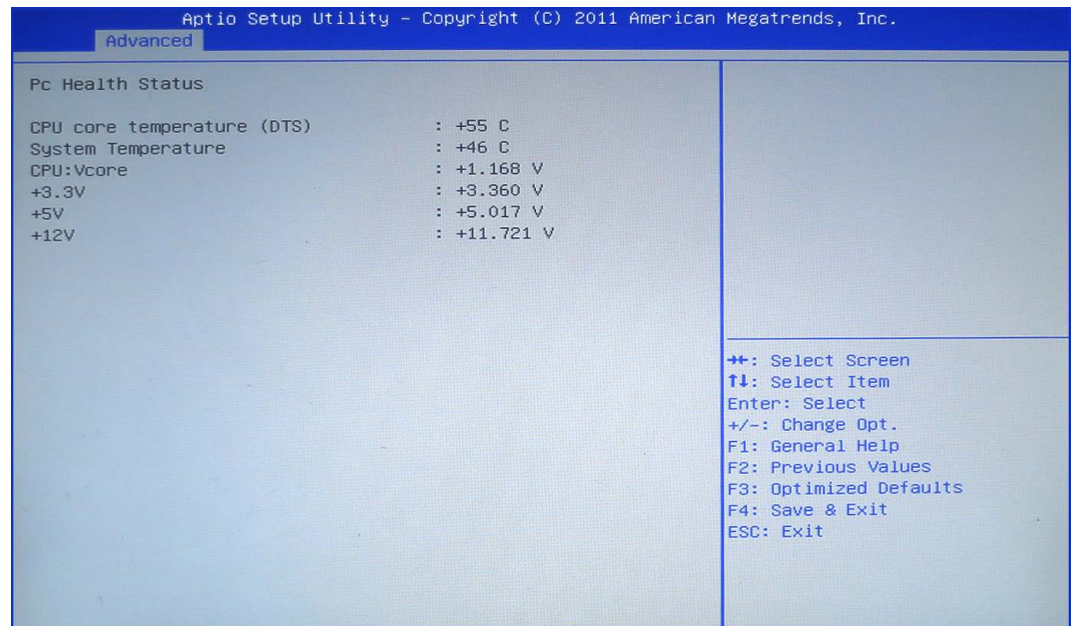 Aptio Setup Utility – Copyright (C) 2011 American Megatrends, Inc.
Advanced
Pc Health Status
CPU core temperature (DTS) : +55 C
System Temperature : +46 C
CPU:Vcore : +1.168 V
+3.3V : +3.360 V
+5V : +5.017 V
+12V : +11.721 V
→←: Select Screen
↑↓: Select Item
Enter: Select
+/-: Change Opt.
F1: General Help
F2: Previous Values
F3: Optimized Defaults
F4: Save & Exit
ESC: Exit